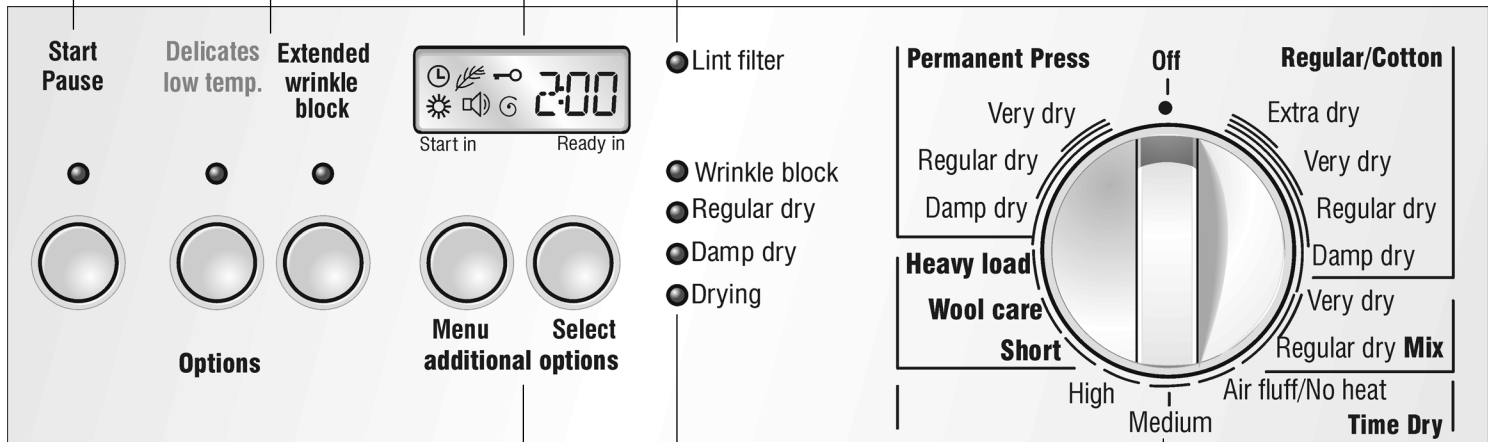 Start
Pause
Delicates
low temp.
Extended
wrinkle
block
Options
2:00
Start in
Ready in
Menu
Select
additional options
Lint filter
Wrinkle block
Regular dry
Damp dry
Drying
Permanent Press
Very dry
Regular dry
Damp dry
Heavy load
Wool care
Short
Off
Regular/Cotton
Extra dry
Very dry
Regular dry
Damp dry
Very dry
Regular dry Mix
High
Medium
Air fluff/No heat
Time Dry